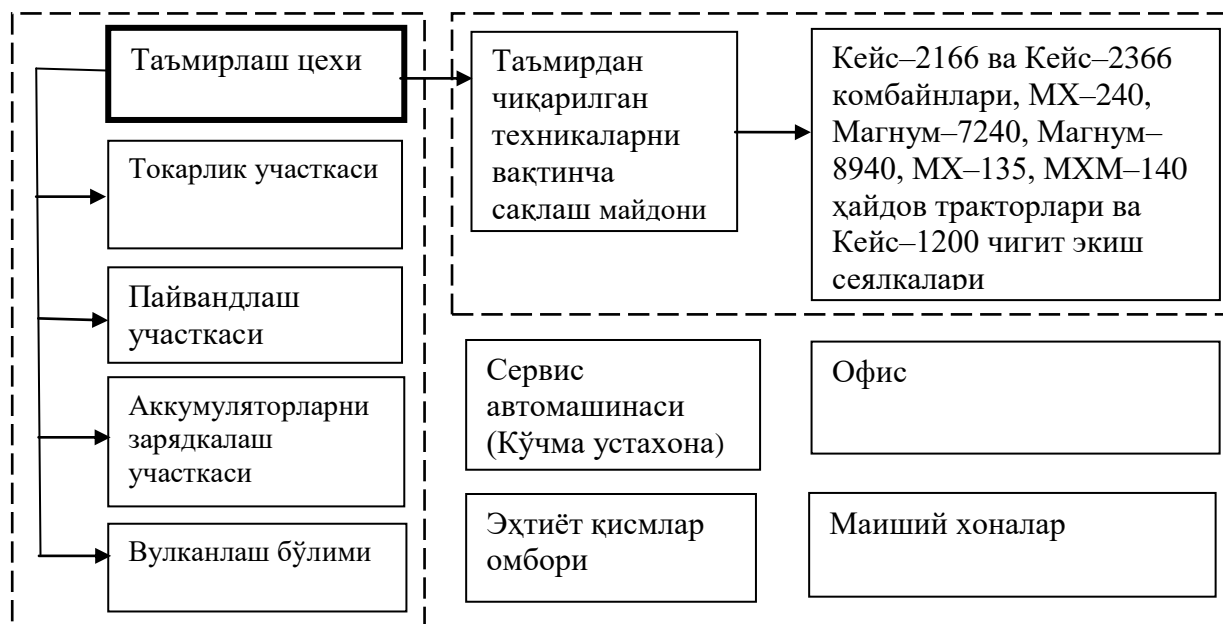 Таъмирлаш цехи
Токарлик участкаси
Пайвандлаш
участкаси
Аккумуляторларни
зарядкалаш
участкаси
Вулканлаш бўлими
Таъмирдан
чиқарилган
техникаларни
вақтинча
сақлаш майдони
Кейс–2166 ва Кейс–2366
комбайнлари, МХ–240,
Магнум–7240, Магнум–
8940, МХ–135, МХМ–140
ҳайдов тракторлари ва
Кейс–1200 чигит экиш
сеялкалари
Сервис
автомашинаси
(Кўчма устахона)
Офис
Эҳтиёт қисмлар
омбори
Маиший хоналар